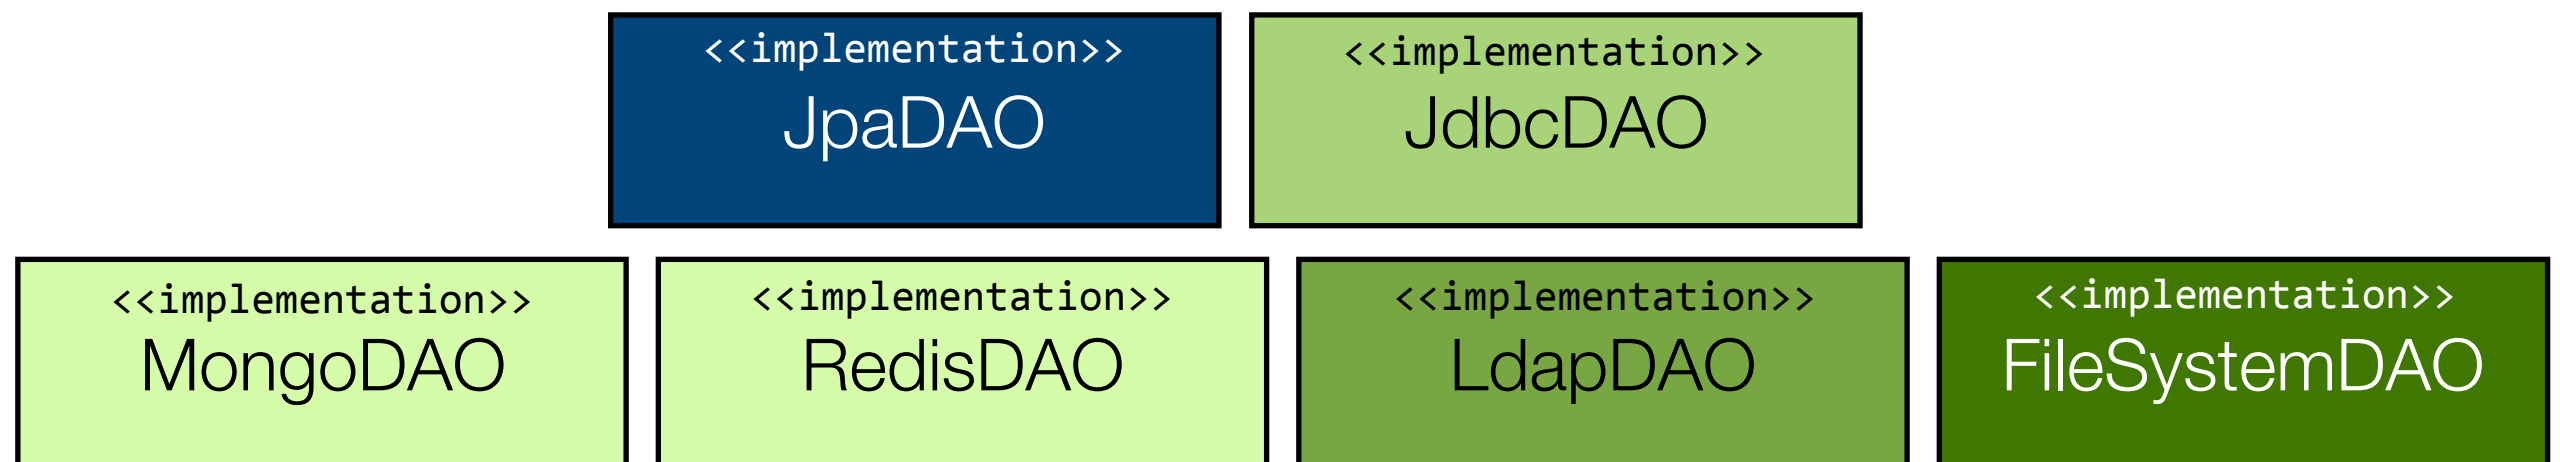 <<implementation>>
JpaDAO
<<implementation>>
JdbcDAO
<<implementation>>
MongoDAO
<<implementation>>
RedisDAO
<<implementation>>
LdapDAO
<<implementation>>
FileSystemDAO